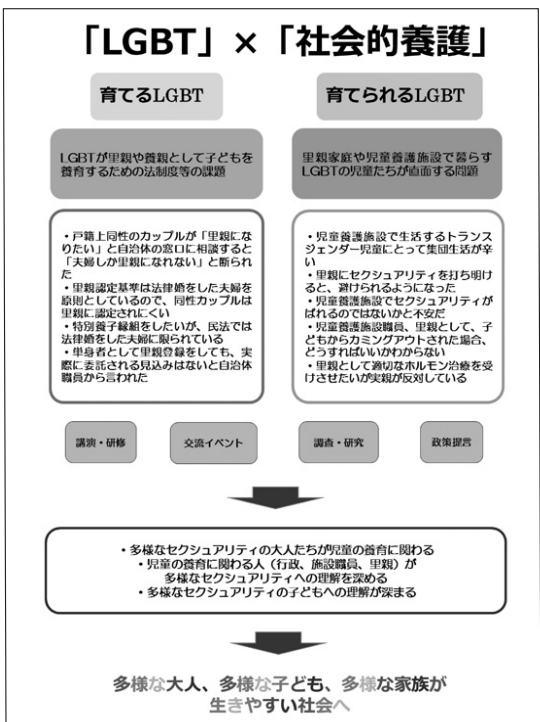 「LGBT」×「社会的養護」
育てるLGBT
LGBTが里親や養親として子どもを
養育するための法制度等の課題
・戸籍上同性のカップルが「里親にな
りたい」と自治体の窓口に相談すると
「夫婦しか里親になれない」と断られ
た
・里親認定基準は法律婚をした夫婦を
原則としているので、同性カップルは
里親に認定されにくい
・特別養子縁組をしたいが、民法では
法律婚をした夫婦に限られている
・単身者として里親登録をしても、実
際に委託される見込みはないと自治体
職員から言われた
育てられるLGBT
里親家庭や児童養護施設で暮らす
LGBTの児童たちが直面する問題
・児童養護施設で生活するトランス
ジェンダー児童にとって集団生活が辛
い
・里親にセクシュアリティを打ち明け
ると、避けられるようになった
・児童養護施設でセクシュアリティが
ばれるのではないかと不安だ
・児童養護施設職員、里親として、子
どもからカミングアウトされた場合、
どうすればいいかわからない
・里親として適切なホルモン治療を受
けさせたいが実親が反対している
講演・研修
交流イベント
調査・研究
政策提言
・多様なセクシュアリティの大人たちが児童の養育に関わる
・児童の養育に関わる人（行政、施設職員、里親）が
多様なセクシュアリティへの理解を深める
・多様なセクシュアリティの子どもへの理解が深まる
多様な大人、多様な子ども、多様な家族が
生きやすい社会へ